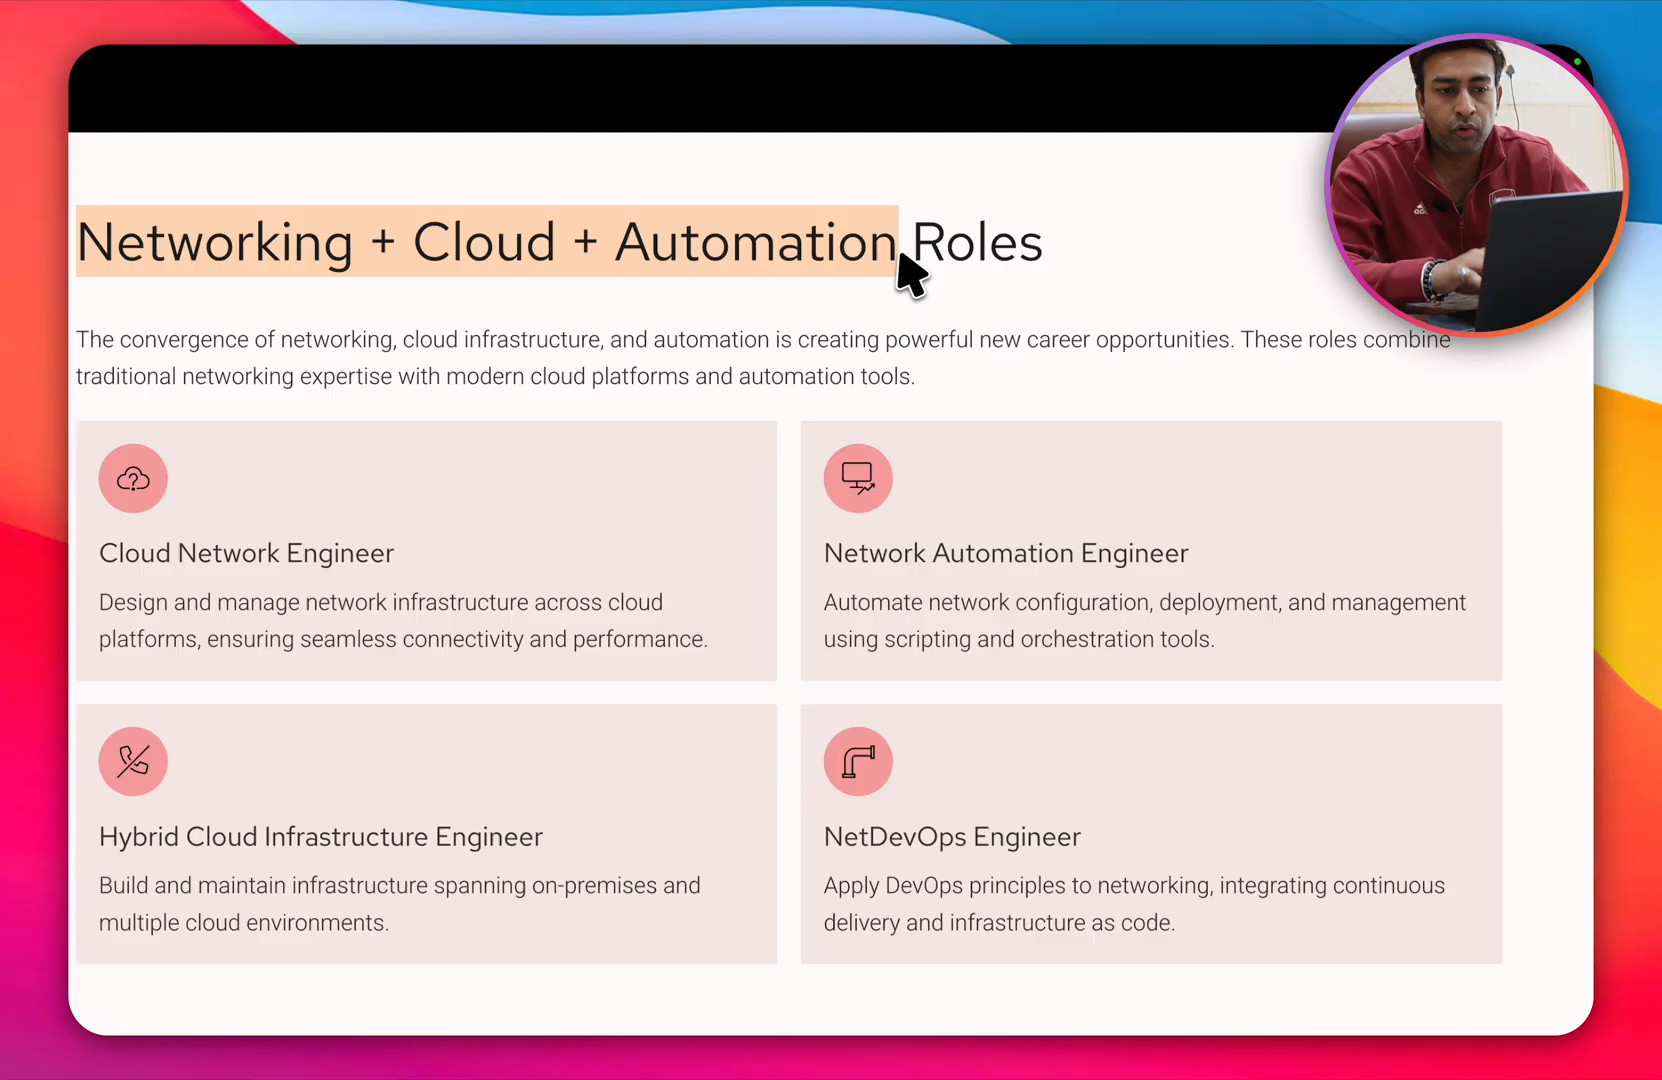 Networking + Cloud + Automation Roles
The convergence of networking, cloud infrastructure, and automation is creating powerful new career opportunities. These roles combine
traditional networking expertise with modern cloud platforms and automation tools.
Cloud Network Engineer
Design and manage network infrastructure across cloud
platforms, ensuring seamless connectivity and performance.
Network Automation Engineer
Automate network configuration, deployment, and management
using scripting and orchestration tools.
Hybrid Cloud Infrastructure Engineer
Build and maintain infrastructure spanning on-premises and
multiple cloud environments.
NetDevOps Engineer
Apply DevOps principles to networking, integrating continuous
delivery and infrastructure as code.